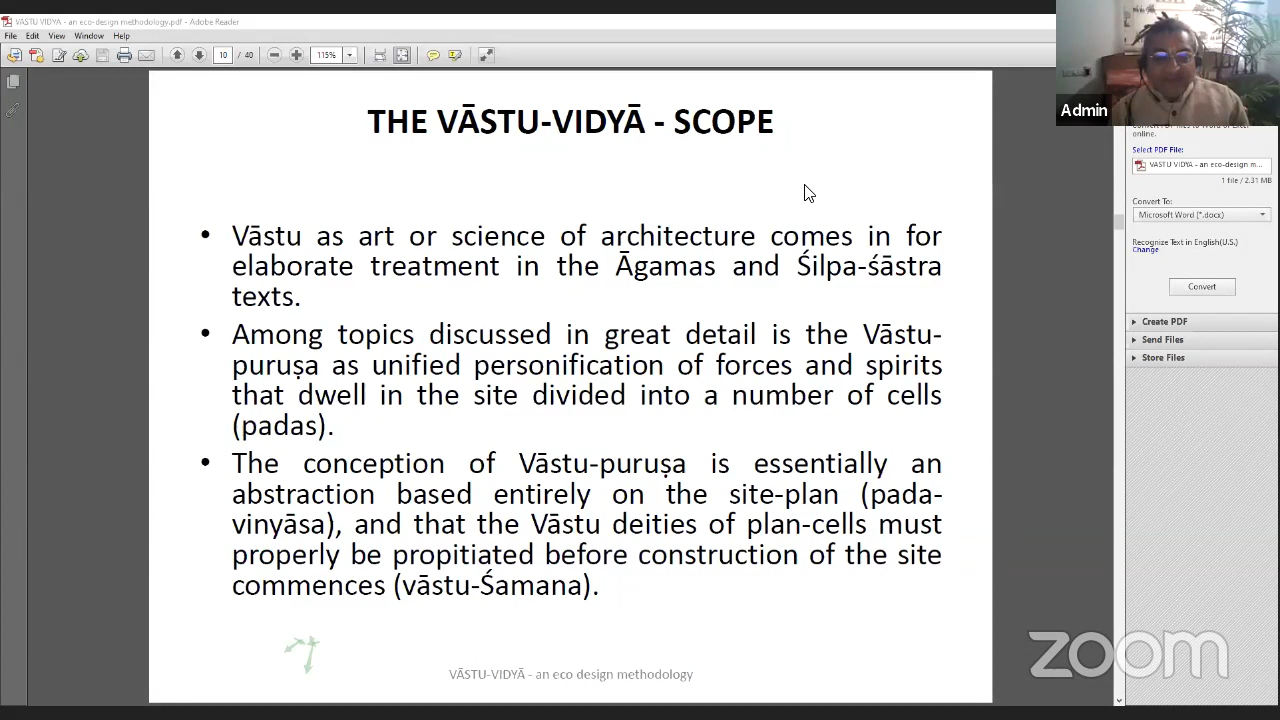 VASTU VIDYA - an eco-design methodology.pdf - Adobe Reader
File Edit View Window Help
10 / 40 115%
Admin
THE VĀSTU-VIDYĀ - SCOPE
• Vāstu as art or science of architecture comes in for
elaborate treatment in the Āgamas and Śilpa-śāstra
texts.
• Among topics discussed in great detail is the Vāstu-
puruṣa as unified personification of forces and spirits
that dwell in the site divided into a number of cells
(padas).
• The conception of Vāstu-puruṣa is essentially an
abstraction based entirely on the site-plan (pada-
vinyāsa), and that the Vāstu deities of plan-cells must
properly be propitiated before construction of the site
commences (vāstu-Śamana).
VĀSTU-VIDYĀ - an eco design methodology
online.
Select PDF File:
VASTU VIDYA - an eco-design m...
1 file / 2.31 MB
Convert To:
Microsoft Word (*.docx)
Recognize Text in English(U.S.)
Change
Convert
Create PDF
Send Files
Store Files
zoom